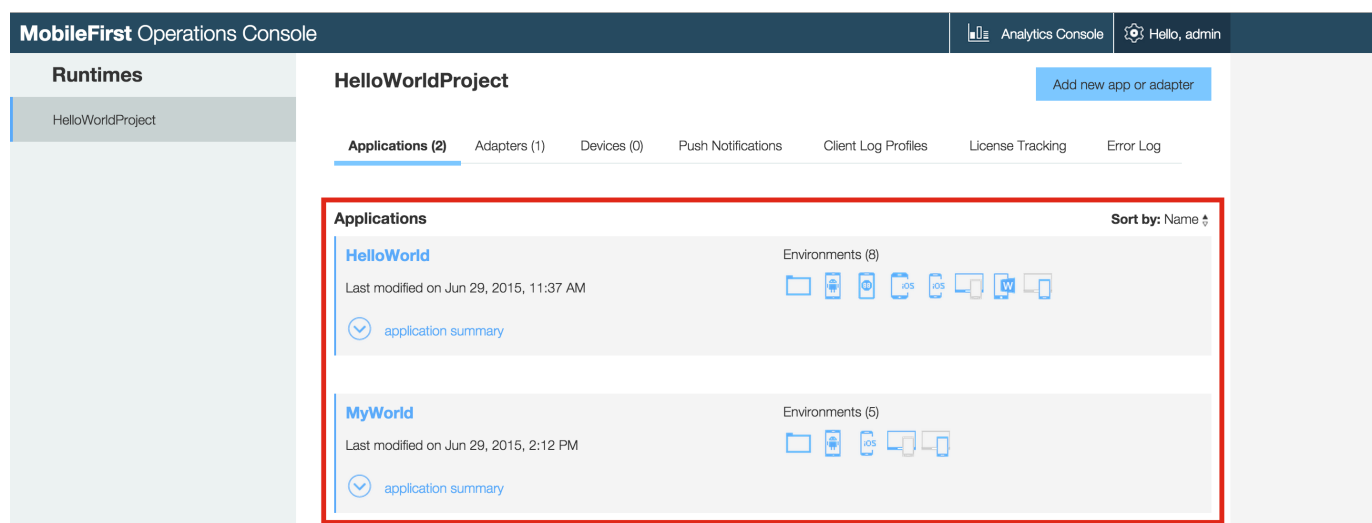 MobileFirst Operations Console
Analytics Console
Hello, admin
Runtimes
HelloWorldProject
HelloWorldProject
Add new app or adapter
Applications (2) Adapters (1) Devices (0) Push Notifications Client Log Profiles License Tracking Error Log
Applications
Sort by: Name
HelloWorld
Last modified on Jun 29, 2015, 11:37 AM
application summary
Environments (8)
iOS iOS W
MyWorld
Last modified on Jun 29, 2015, 2:12 PM
application summary
Environments (5)
iOS